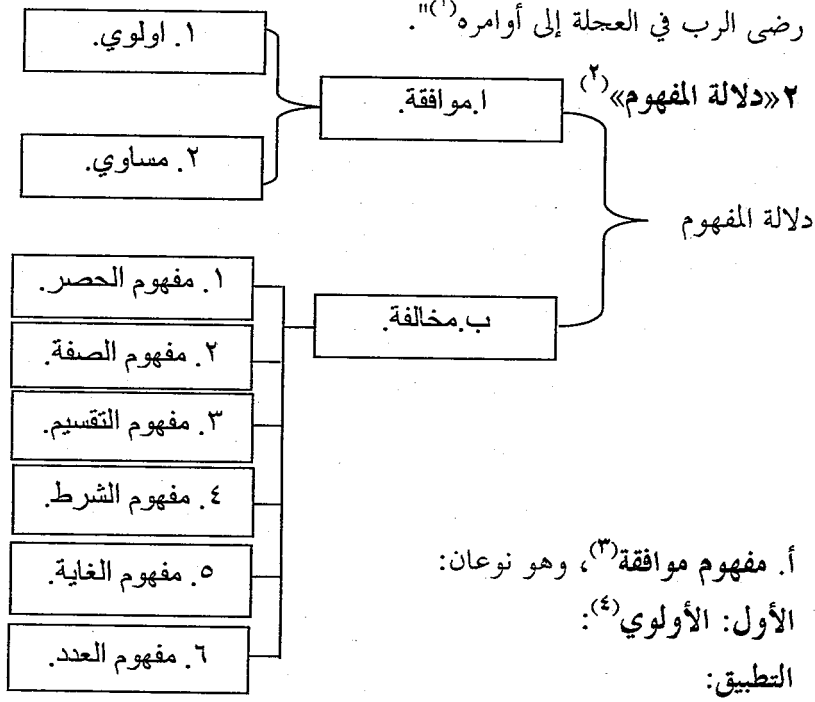 رضى الرب في العجلة إلى أوامره(١)".
٢«دلالة المفهوم»(٢)
دلالة المفهوم
ا.موافقة.
١. اولوي.
٢. مساوي.
ب.مخالفة.
١. مفهوم الحصر.
٢. مفهوم الصفة.
٣. مفهوم التقسيم.
٤. مفهوم الشرط.
٥. مفهوم الغاية.
٦. مفهوم العدد.
أ. مفهوم موافقة(٣)، وهو نوعان:
الأول: الأولوي(٤):
التطبيق: